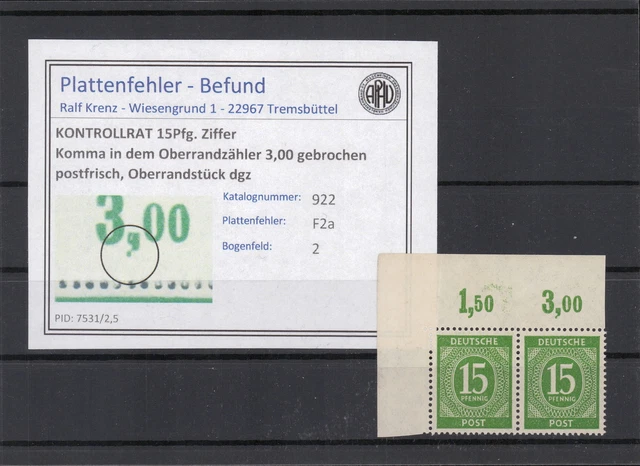 Plattenfehler - Befund
Ralf Krenz - Wiesengrund 1 - 22967 Tremsbüttel
APHV
KONTROLLRAT 15Pfg. Ziffer
Komma in dem Oberrandzähler 3,00 gebrochen
postfrisch, Oberrandstück dgz
Katalognummer: 922
Plattenfehler: F2a
Bogenfeld: 2
3,00
PID: 7531/2,5
1,50 3,00
DEUTSCHE DEUTSCHE
15 15
PFENNIG PFENNIG
POST POST